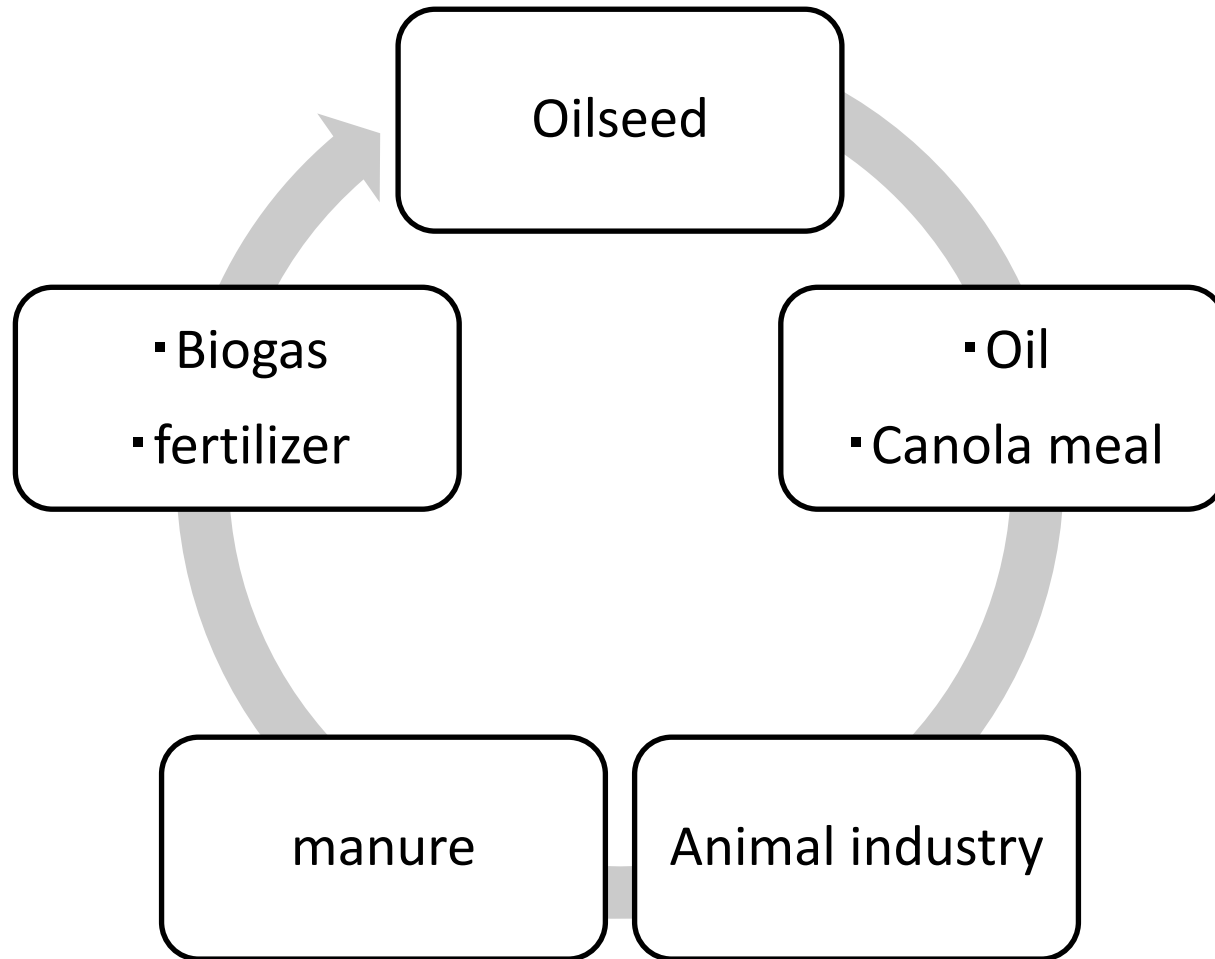 Oilseed
▪ Oil
▪ Canola meal
Animal industry
manure
▪ Biogas
▪ fertilizer